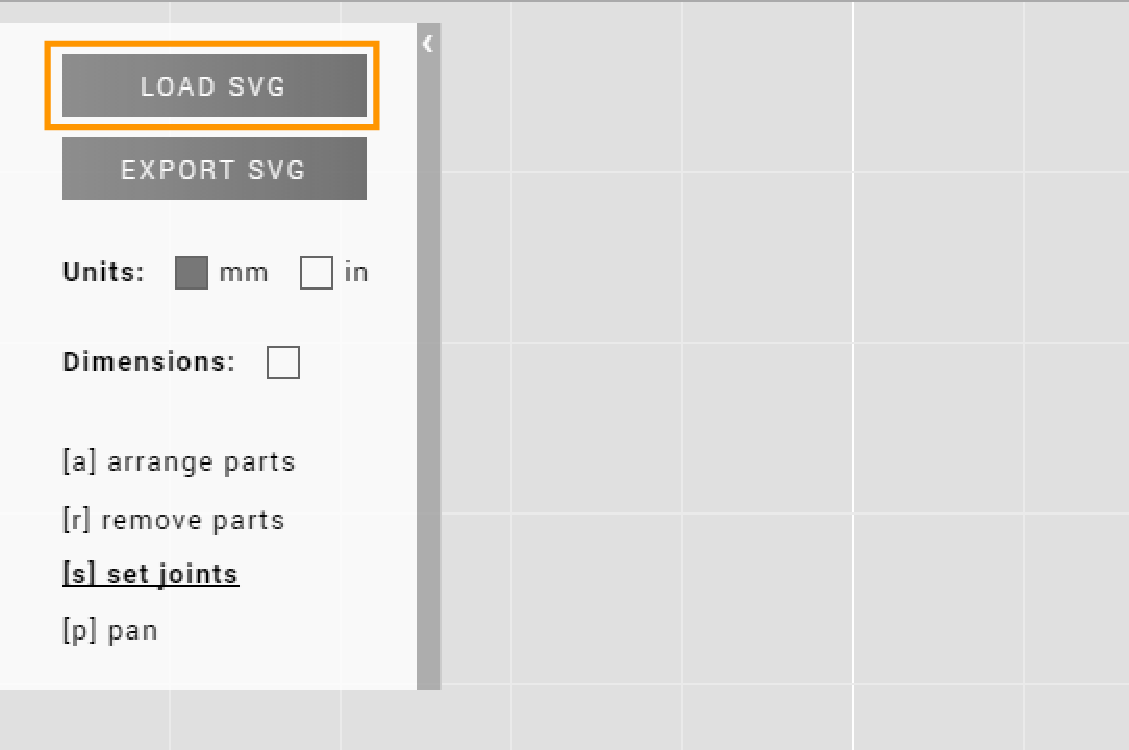 LOAD SVG
EXPORT SVG
Units: mm in
Dimensions:
[a] arrange parts
[r] remove parts
[s] set joints
[p] pan